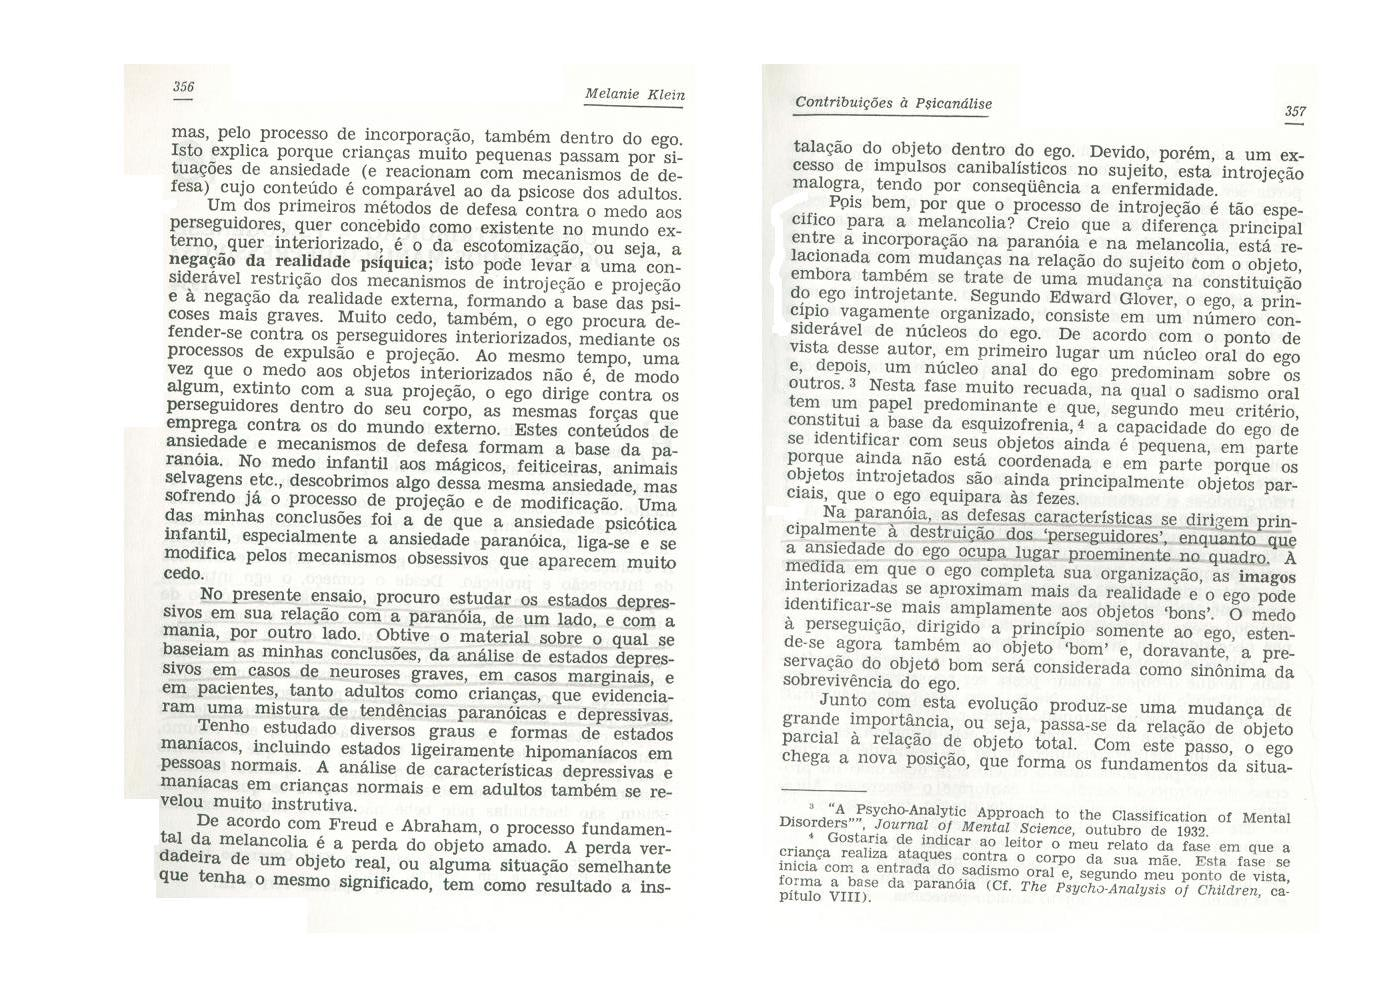 356
Melanie Klein
mas, pelo processo de incorporação, também dentro do ego.
Isto explica porque crianças muito pequenas passam por si-
tuações de ansiedade (e reacionam com mecanismos de de-
fesa) cujo conteúdo é comparável ao da psicose dos adultos.
Um dos primeiros métodos de defesa contra o medo aos
perseguidores, quer concebido como existente no mundo ex-
terno, quer interiorizado, é o da escotomização, ou seja, a
negação da realidade psíquica; isto pode levar a uma con-
siderável restrição dos mecanismos de introjeção e projeção
e à negação da realidade externa, formando a base das psi-
coses mais graves. Muito cedo, também, o ego procura de-
fender-se contra os perseguidores interiorizados, mediante os
processos de expulsão e projeção. Ao mesmo tempo, uma
vez que o medo aos objetos interiorizados não é, de modo
algum, extinto com a sua projeção, o ego dirige contra os
perseguidores dentro do seu corpo, as mesmas forças que
emprega contra os do mundo externo. Estes conteúdos de
ansiedade e mecanismos de defesa formam a base da pa-
ranóia. No medo infantil aos mágicos, feiticeiras, animais
selvagens etc., descobrimos algo dessa mesma ansiedade, mas
sofrendo já o processo de projeção e de modificação. Uma
das minhas conclusões foi a de que a ansiedade psicótica
infantil, especialmente a ansiedade paranóica, liga-se e se
modifica pelos mecanismos obsessivos que aparecem muito
cedo.
No presente ensaio, procuro estudar os estados depres-
sivos em sua relação com a paranóia, de um lado, e com a
mania, por outro lado. Obtive o material sobre o qual se
baseiam as minhas conclusões, da análise de estados depres-
sivos em casos de neuroses graves, em casos marginais, e
em pacientes, tanto adultos como crianças, que evidencia-
ram uma mistura de tendências paranóicas e depressivas.
Tenho estudado diversos graus e formas de estados
maníacos, incluindo estados ligeiramente hipomaníacos em
pessoas normais. A análise de características depressivas e
maníacas em crianças normais e em adultos também se re-
velou muito instrutiva.
De acordo com Freud e Abraham, o processo fundamen-
tal da melancolia é a perda do objeto amado. A perda ver-
dadeira de um objeto real, ou alguma situação semelhante
que tenha o mesmo significado, tem como resultado a ins-
Contribuições à Psicanálise
357
talação do objeto dentro do ego. Devido, porém, a um ex-
cesso de impulsos canibalísticos no sujeito, esta introjeção
malogra, tendo por conseqüência a enfermidade.
Pois bem, por que o processo de introjeção é tão espe-
cífico para a melancolia? Creio que a diferença principal
entre a incorporação na paranóia e na melancolia, está re-
lacionada com mudanças na relação do sujeito com o objeto,
embora também se trate de uma mudança na constituição
do ego introjetante. Segundo Edward Glover, o ego, a prin-
cípio vagamente organizado, consiste em um número con-
siderável de núcleos do ego. De acordo com o ponto de
vista desse autor, em primeiro lugar um núcleo oral do ego
e, depois, um núcleo anal do ego predominam sobre os
outros. 3 Nesta fase muito recuada, na qual o sadismo oral
tem um papel predominante e que, segundo meu critério,
constitui a base da esquizofrenia, 4 a capacidade do ego de
se identificar com seus objetos ainda é pequena, em parte
porque ainda não está coordenada e em parte porque os
objetos introjetados são ainda principalmente objetos par-
ciais, que o ego equipara às fezes.
Na paranóia, as defesas características se dirigem prin-
cipalmente à destruição dos 'perseguidores', enquanto que
a ansiedade do ego ocupa lugar proeminente no quadro. A
medida em que o ego completa sua organização, as imagos
interiorizadas se aproximam mais da realidade e o ego pode
identificar-se mais amplamente aos objetos 'bons'. O medo
à perseguição, dirigido a princípio somente ao ego, esten-
de-se agora também ao objeto 'bom' e, doravante, a pre-
servação do objeto bom será considerada como sinônima da
sobrevivência do ego.
Junto com esta evolução produz-se uma mudança de
grande importância, ou seja, passa-se da relação de objeto
parcial à relação de objeto total. Com este passo, o ego
chega a nova posição, que forma os fundamentos da situa-
3 "A Psycho-Analytic Approach to the Classification of Mental
Disorders"", Journal of Mental Science, outubro de 1932.
4 Gostaria de indicar ao leitor o meu relato da fase em que a
criança realiza ataques contra o corpo da sua mãe. Esta fase se
inicia com a entrada do sadismo oral e, segundo meu ponto de vista,
forma a base da paranóia (Cf. The Psycho-Analysis of Children, ca-
pítulo VIII).